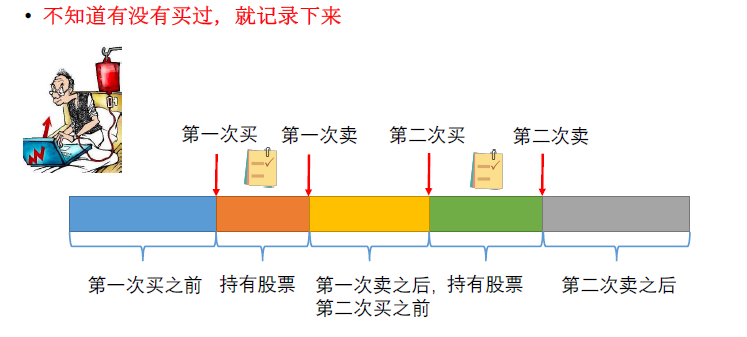 • 不知道有没有买过，就记录下来
第一次买 第一次卖 第二次买 第二次卖
第一次买之前 持有股票 第一次卖之后，第二次买之前 持有股票 第二次卖之后